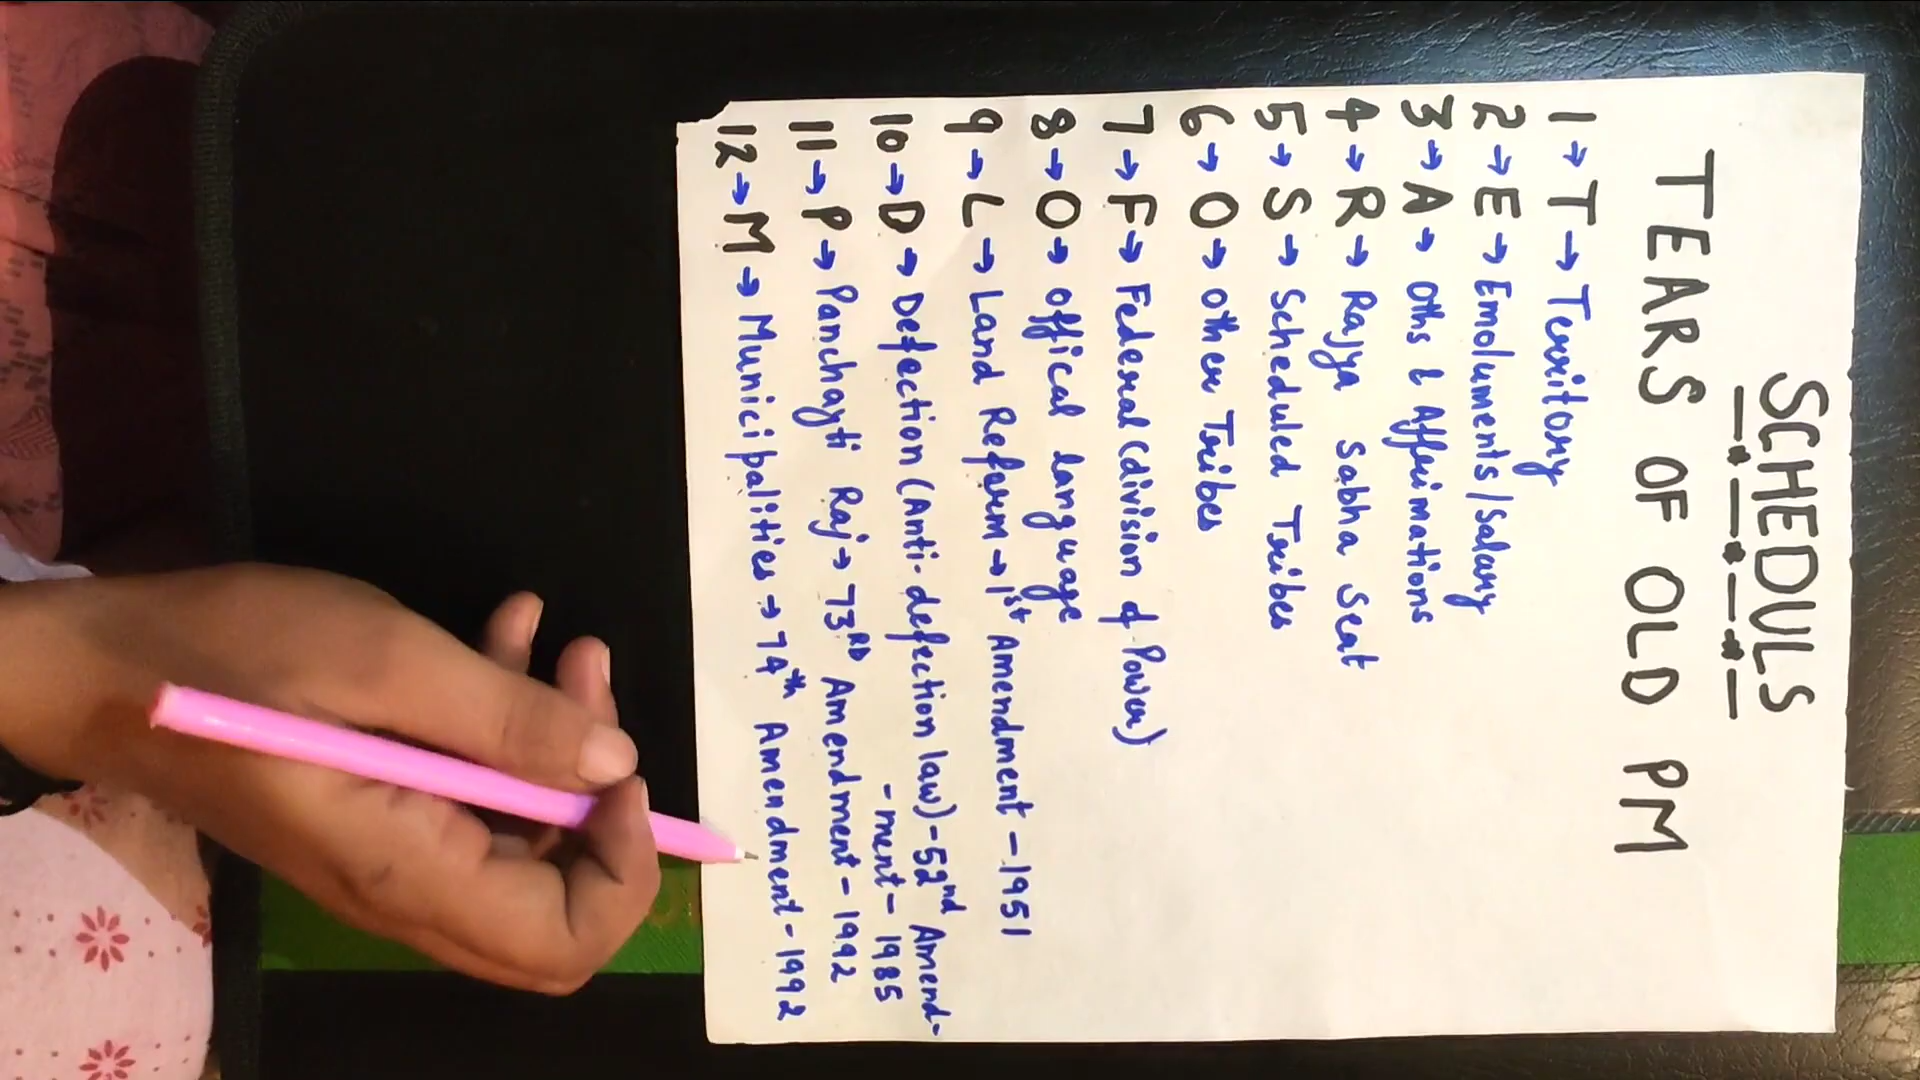 SCHEDULS
TEARS OF OLD PM
1→T→Territory
2→E→Emoluments/Salary
3→A→Oths & Affirimations
4→R→Rajya Sabha Seat
5→S→Scheduled Tribes
6→O→Other Tribes
7→F→Federal (division of Power)
8→O→Offical language
9→L→Land Reform→1st Amendment-1951
10→D→Defection (Anti-defection law)-52nd Amend-
-ment-1985
11→P→Panchayti Raj→73RD Amendment-1992
12→M→Municipalities→74th Amendment-1992